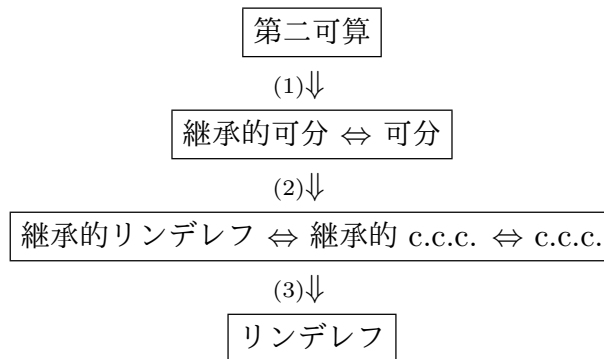 第二可算
(1)⇓
継承的可分 ⇔ 可分
(2)⇓
継承的リンデレフ ⇔ 継承的 c.c.c. ⇔ c.c.c.
(3)⇓
リンデレフ